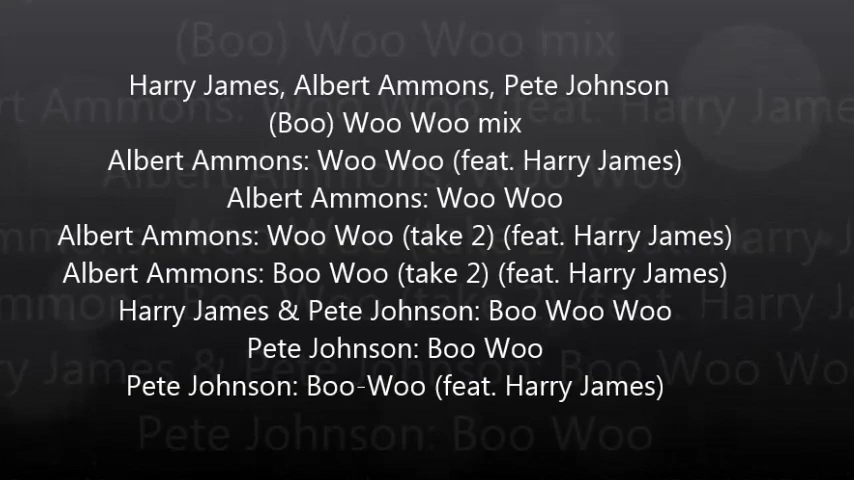 Harry James, Albert Ammons, Pete Johnson
(Boo) Woo Woo mix
Albert Ammons: Woo Woo (feat. Harry James)
Albert Ammons: Woo Woo
Albert Ammons: Woo Woo (take 2) (feat. Harry James)
Albert Ammons: Boo Woo (take 2) (feat. Harry James)
Harry James & Pete Johnson: Boo Woo Woo
Pete Johnson: Boo Woo
Pete Johnson: Boo-Woo (feat. Harry James)